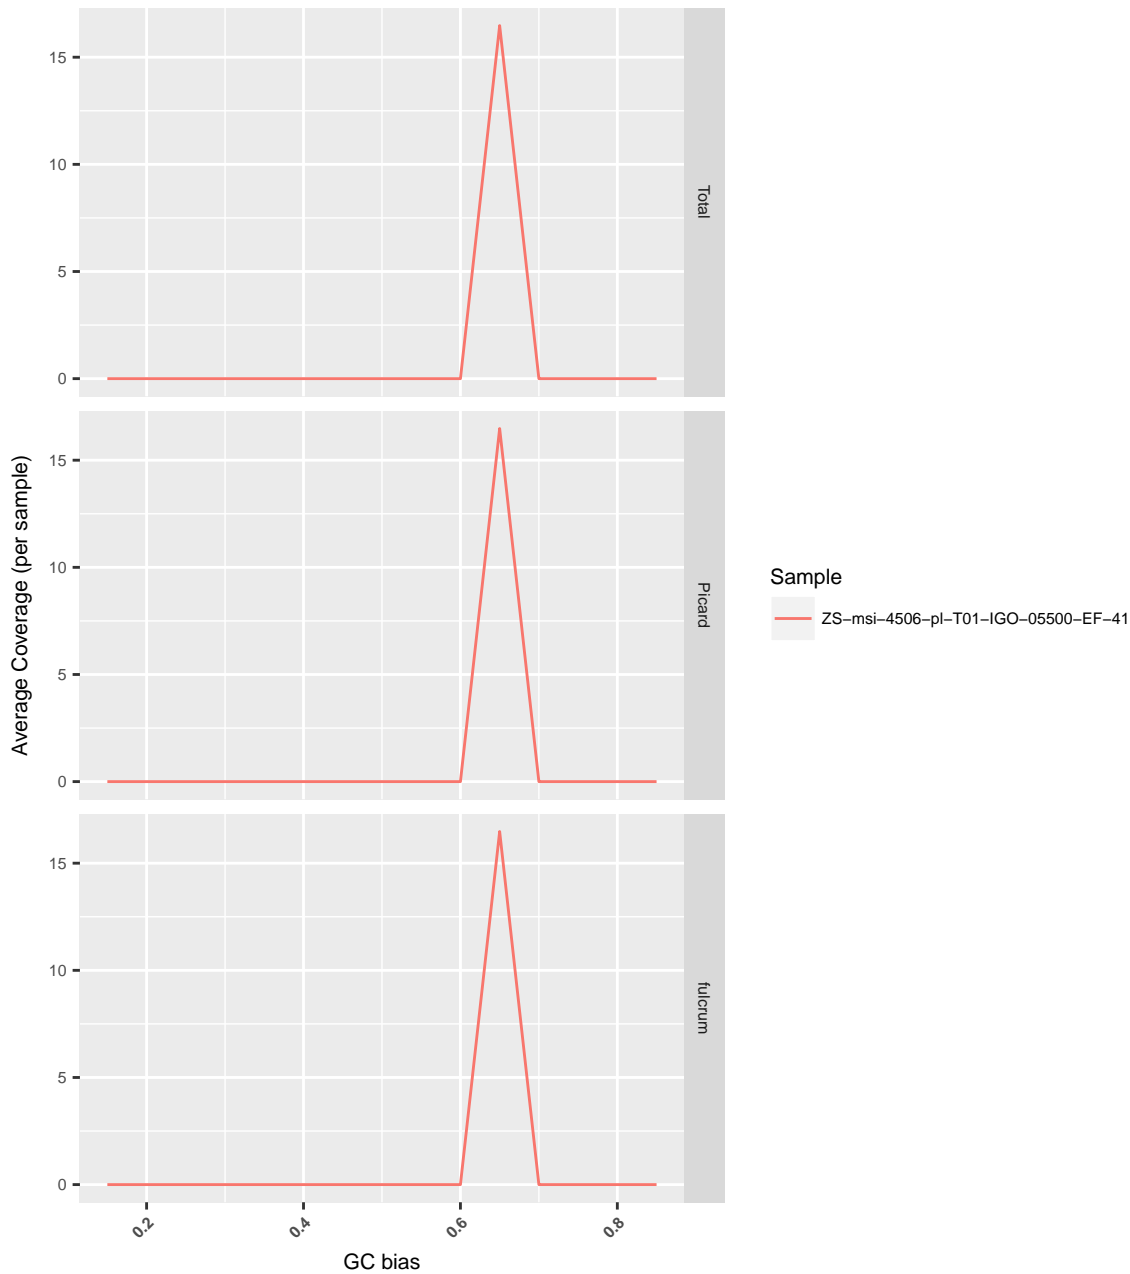 15
10
5
0
Total
15
10
5
0
Picard
15
10
5
0
fulcrum
0.2
0.4
0.6
0.8
GC bias
Average Coverage (per sample)
Sample
ZS−msi−4506−pl−T01−IGO−05500−EF−41